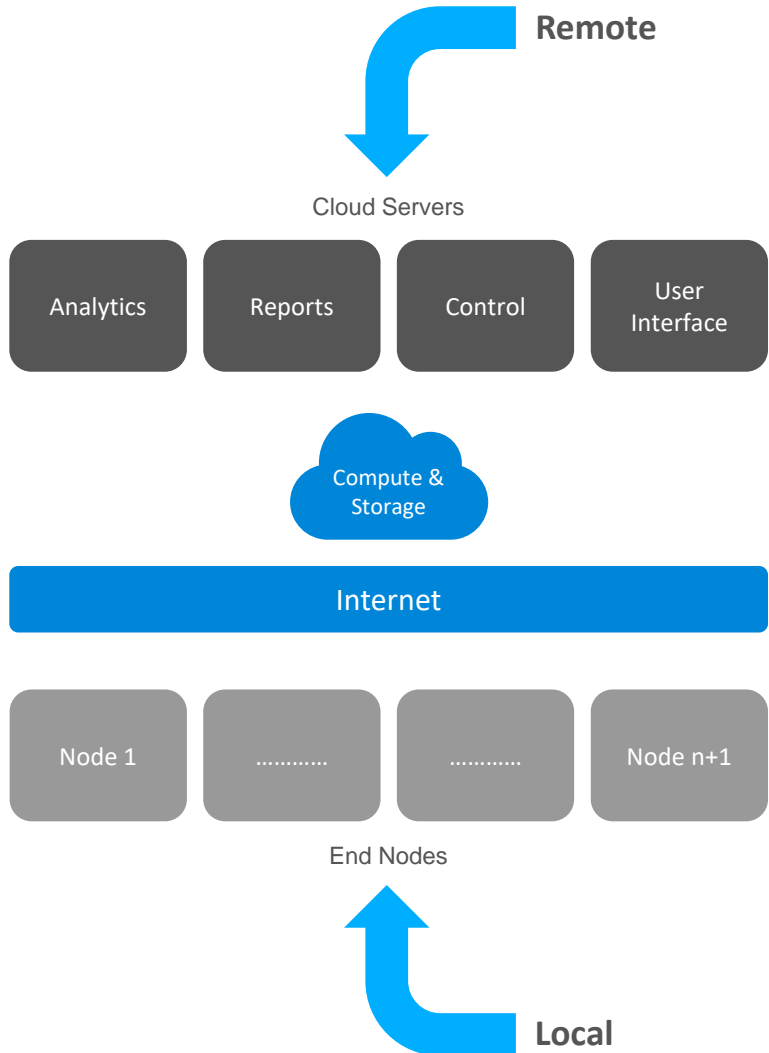 Remote
Cloud Servers
Analytics
Reports
Control
User
Interface
Compute &
Storage
Internet
Node 1
…………
…………
Node n+1
End Nodes
Local